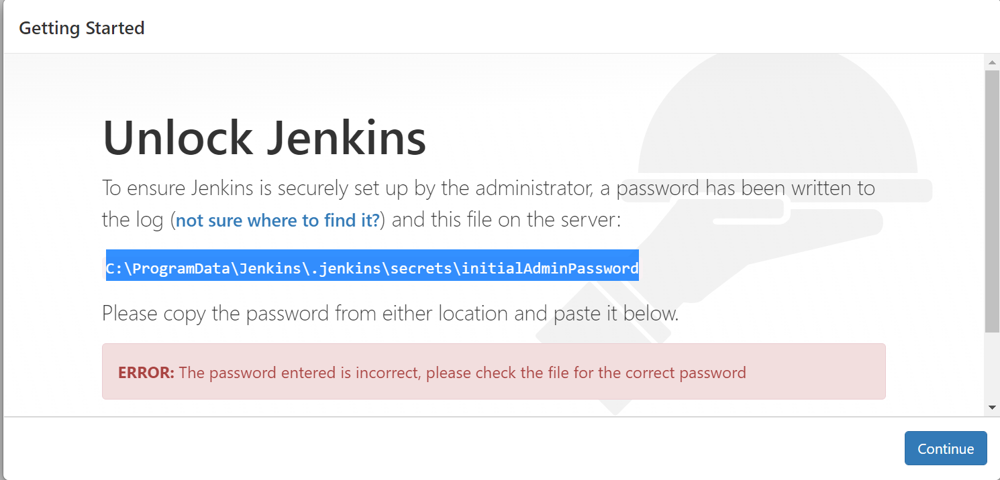 Getting Started
Unlock Jenkins
To ensure Jenkins is securely set up by the administrator, a password has been written to
the log (not sure where to find it?) and this file on the server:
C:\ProgramData\Jenkins\.jenkins\secrets\initialAdminPassword
Please copy the password from either location and paste it below.
ERROR: The password entered is incorrect, please check the file for the correct password
Continue